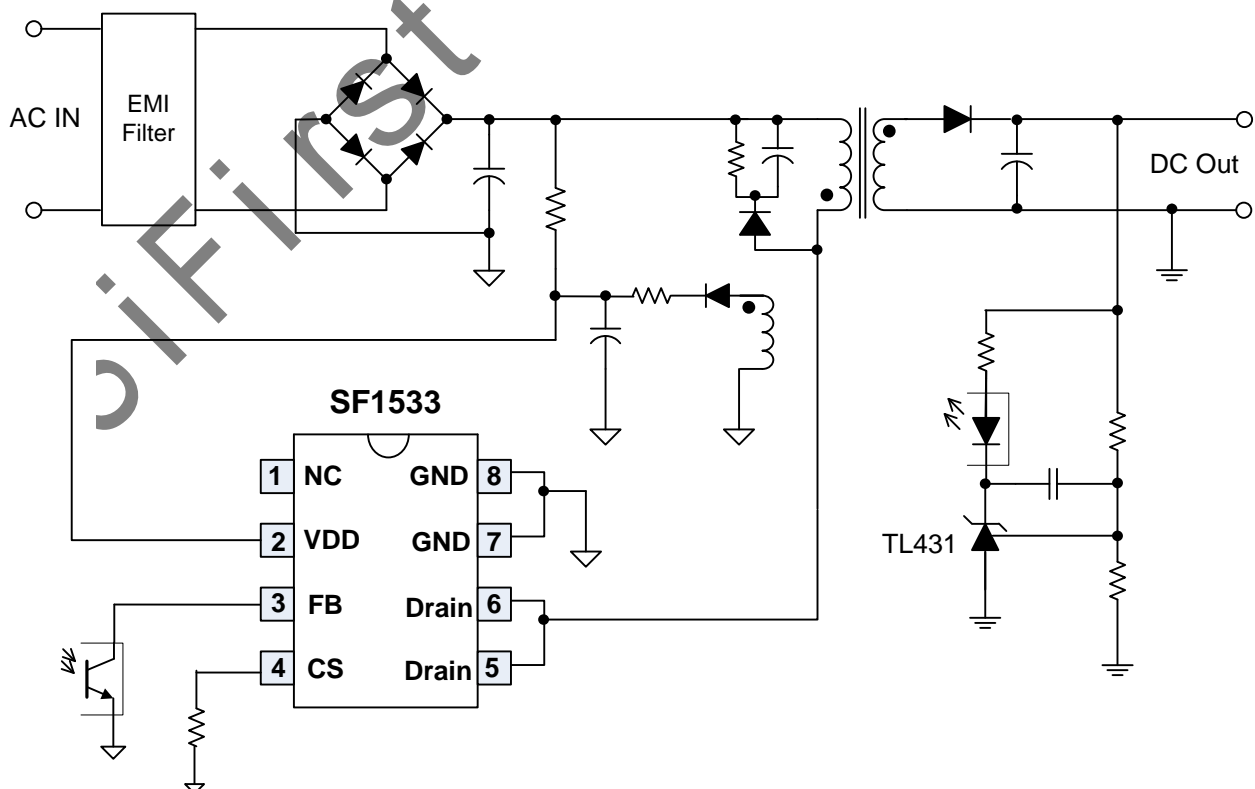 AC IN
EMI
Filter
DC Out
SF1533
1 NC GND 8
2 VDD GND 7
3 FB Drain 6
4 CS Drain 5
TL431